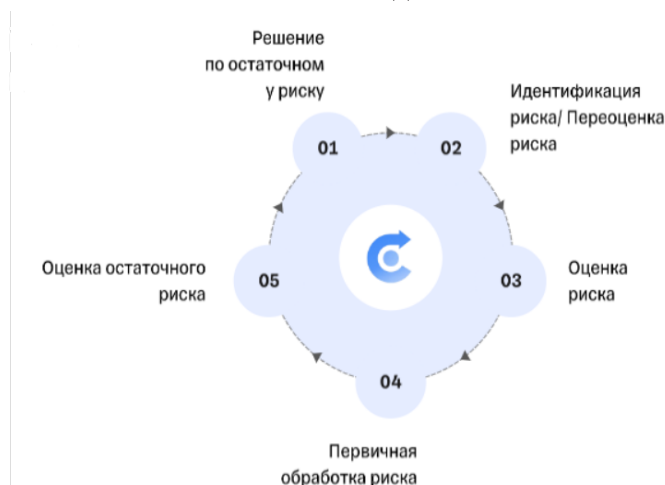 Решение
по остаточном
у риску
01
02
Идентификация
риска/ Переоценка
риска
03
Оценка
риска
04
Первичная
обработка риска
05
Оценка остаточного
риска